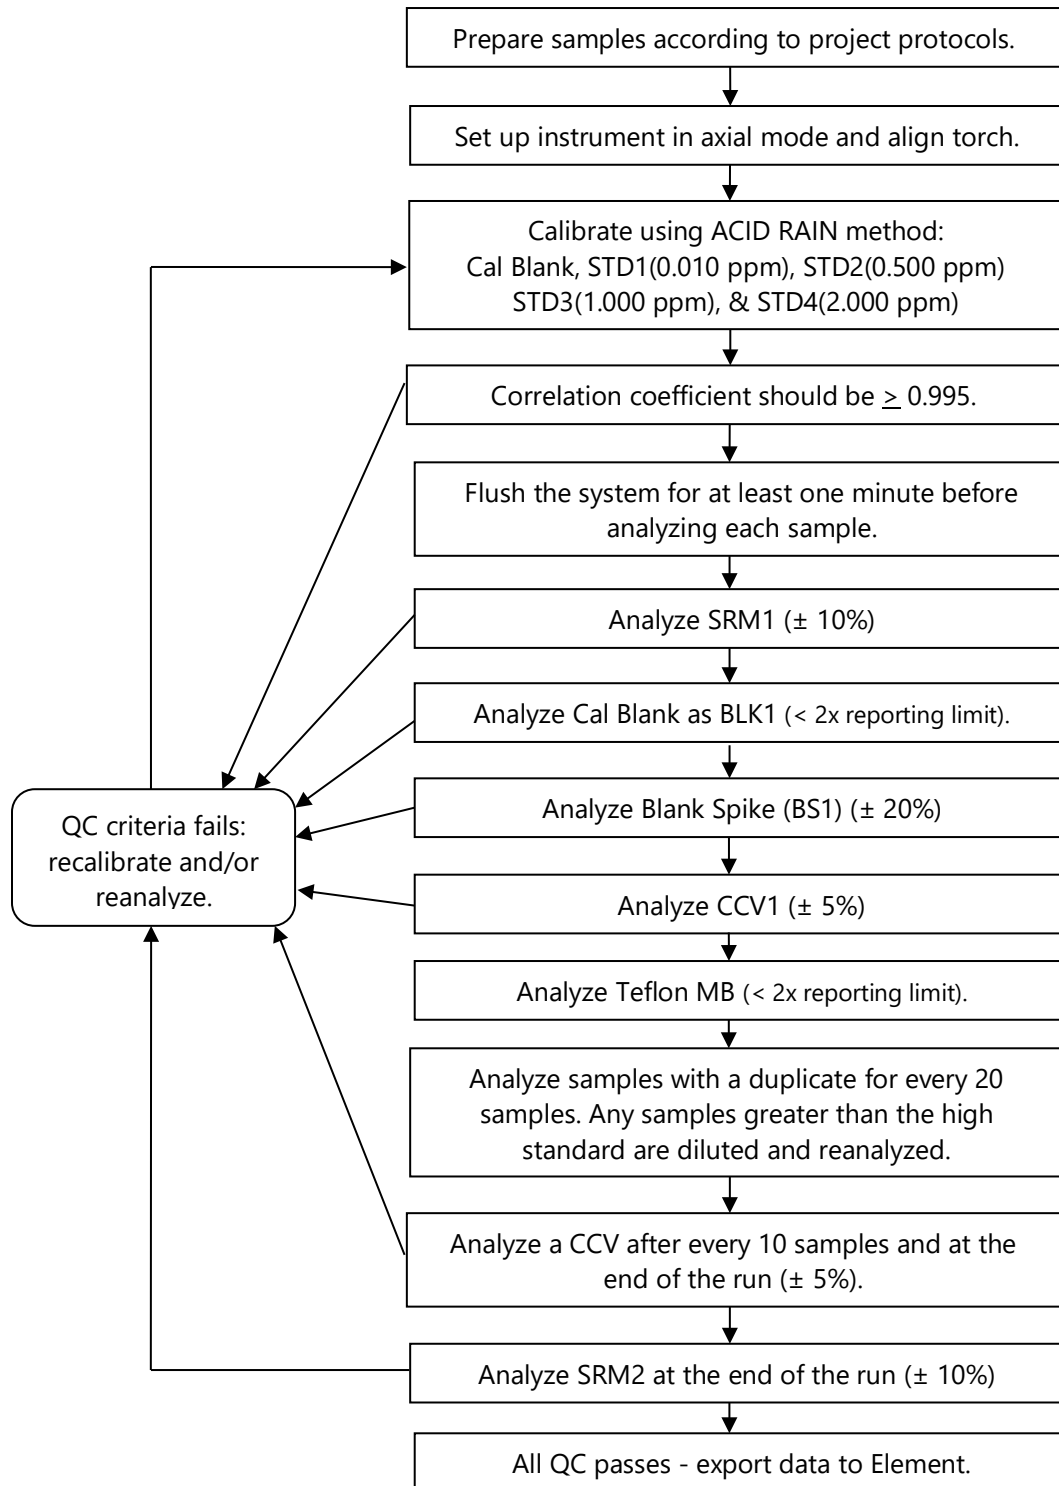 Prepare samples according to project protocols.
Set up instrument in axial mode and align torch.
Calibrate using ACID RAIN method:
Cal Blank, STD1(0.010 ppm), STD2(0.500 ppm)
STD3(1.000 ppm), & STD4(2.000 ppm)
Correlation coefficient should be ≥ 0.995.
Flush the system for at least one minute before
analyzing each sample.
Analyze SRM1 (± 10%)
Analyze Cal Blank as BLK1 (< 2x reporting limit).
Analyze Blank Spike (BS1) (± 20%)
QC criteria fails:
recalibrate and/or
reanalyze.
Analyze CCV1 (± 5%)
Analyze Teflon MB (< 2x reporting limit).
Analyze samples with a duplicate for every 20
samples. Any samples greater than the high
standard are diluted and reanalyzed.
Analyze a CCV after every 10 samples and at the
end of the run (± 5%).
Analyze SRM2 at the end of the run (± 10%)
All QC passes - export data to Element.